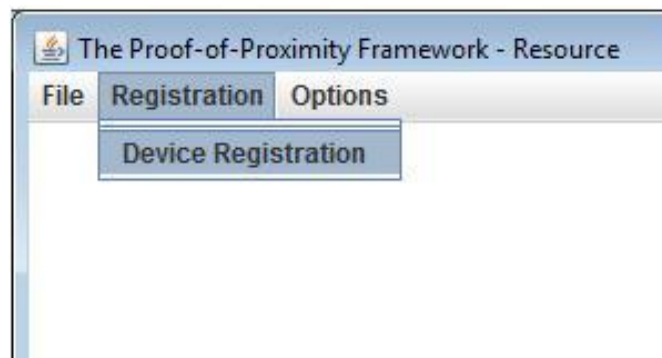 The Proof-of-Proximity Framework - Resource
File Registration Options
Device Registration